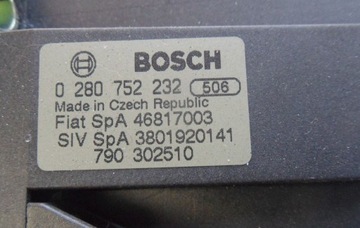 BOSCH
0 280 752 232 506
Made in Czech Republic
Fiat SpA 46817003
SIV SpA 3801920141
790 302510